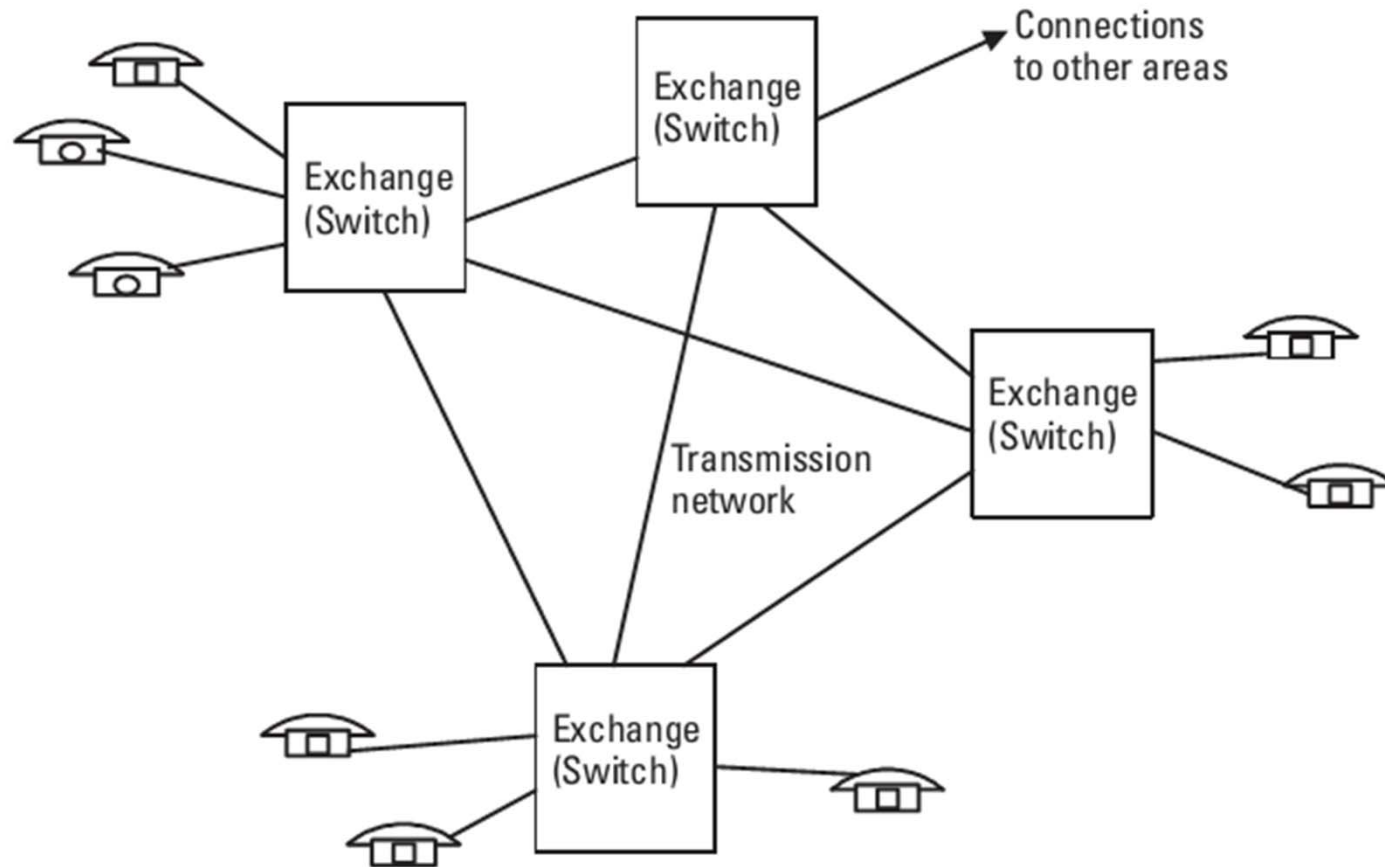 Connections
to other areas
Exchange
(Switch)
Exchange
(Switch)
Exchange
(Switch)
Transmission
network
Exchange
(Switch)